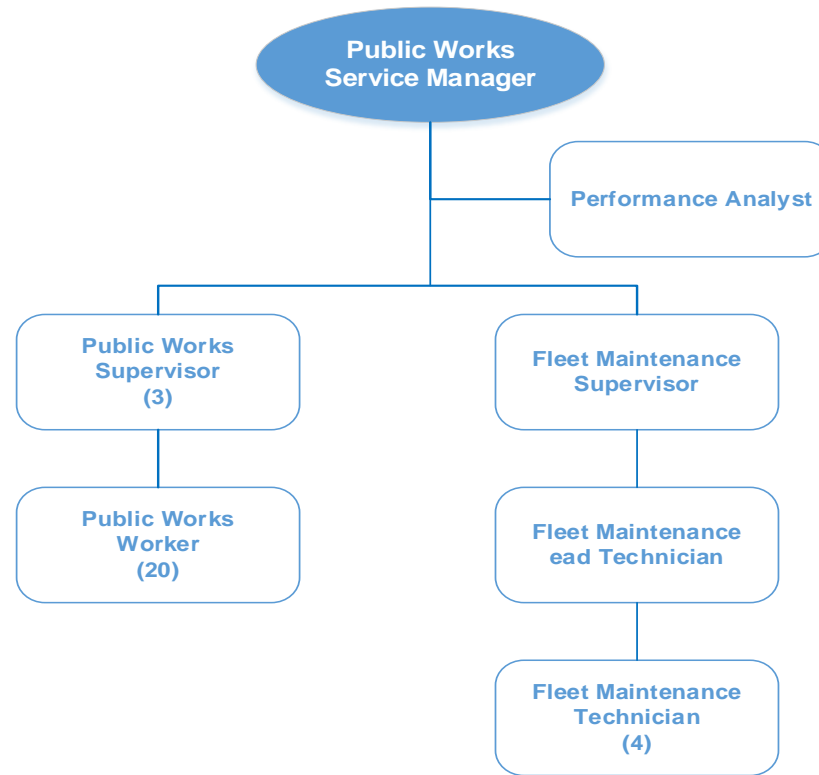 Public Works
Service Manager
Performance Analyst
Public Works
Supervisor
(3)
Fleet Maintenance
Supervisor
Public Works
Worker
(20)
Fleet Maintenance
ead Technician
Fleet Maintenance
Technician
(4)